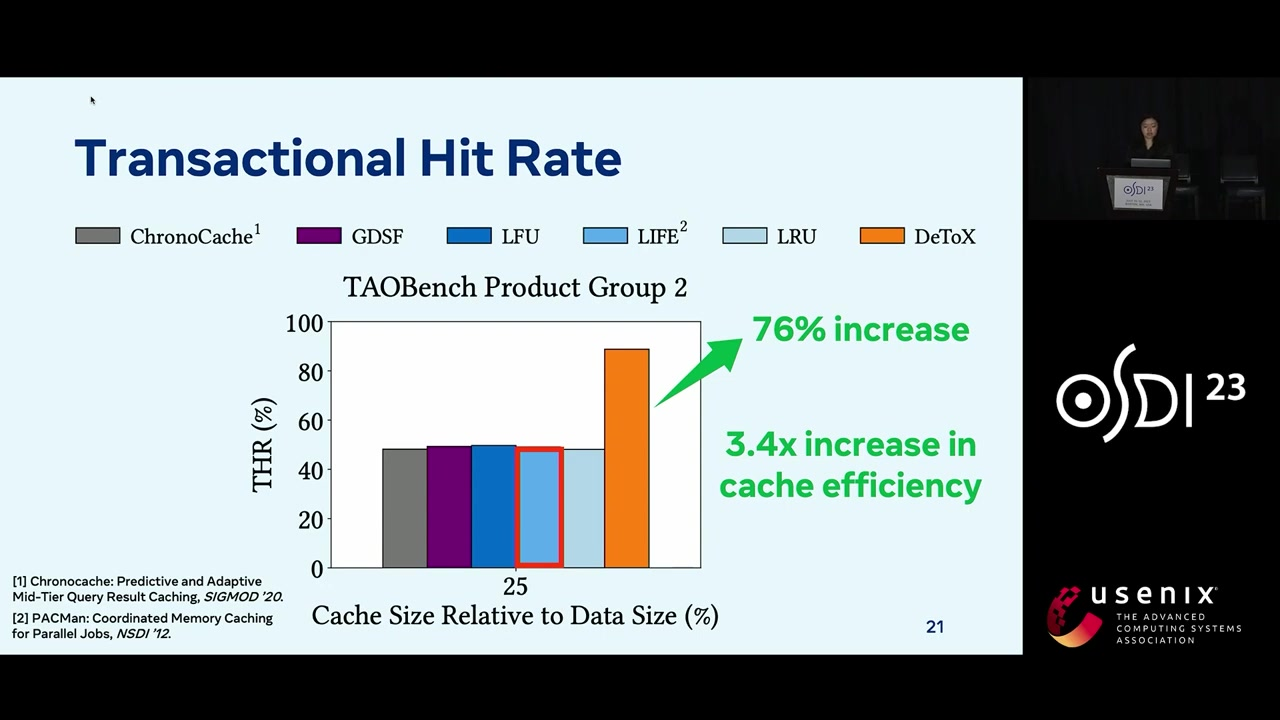 Transactional Hit Rate
ChronoCache1 GDSF LFU LIFE2 LRU DeToX
TAOBench Product Group 2
100
80
60
40
20
0
THR (%)
25
Cache Size Relative to Data Size (%)
76% increase
3.4x increase in
cache efficiency
[1] Chronocache: Predictive and Adaptive
Mid-Tier Query Result Caching, SIGMOD '20.
[2] PACMan: Coordinated Memory Caching
for Parallel Jobs, NSDI '12.
21
OSDI 23
OSDI 23
usenix
THE ADVANCED
COMPUTING SYSTEMS
ASSOCIATION